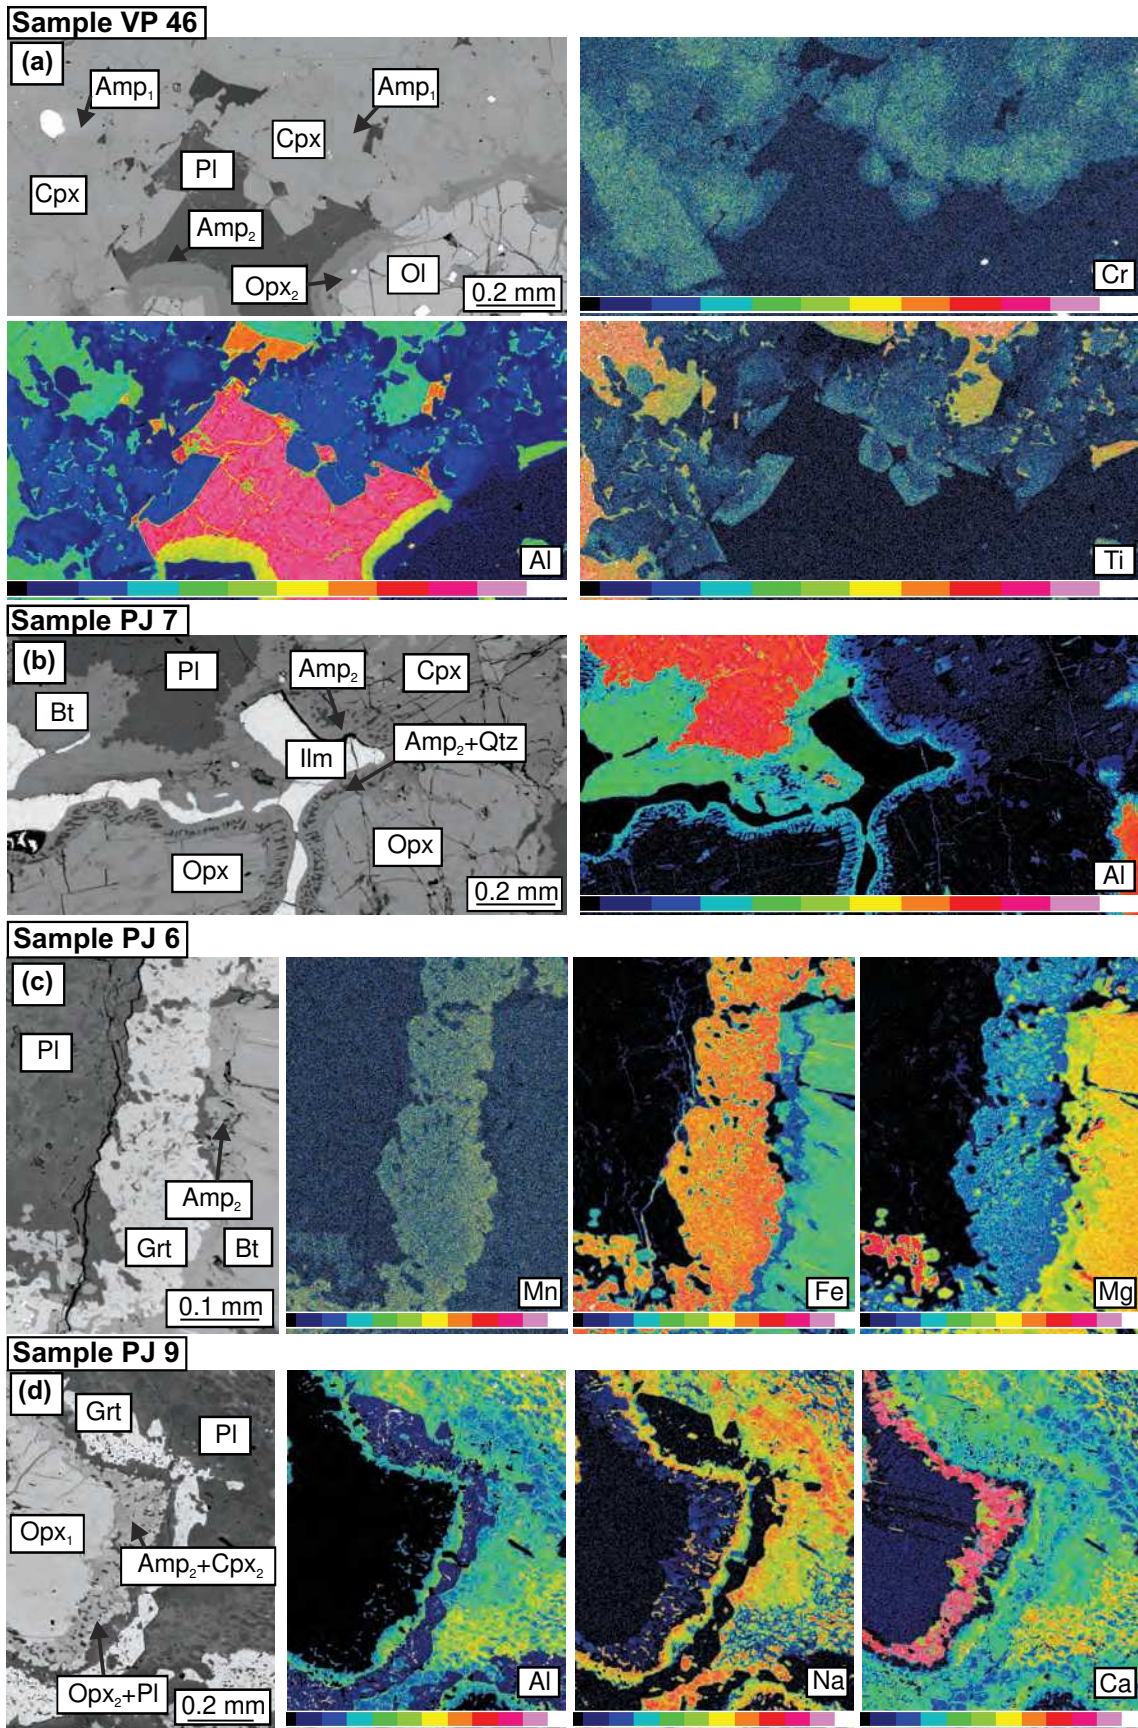 Sample VP 46
(a)
Amp₁
Amp₁
Cpx
Pl
Cpx
Amp₂
Opx₂
Ol
0.2 mm
Cr
Al
Ti
Sample PJ 7
(b)
Pl
Amp₂
Cpx
Bt
Ilm
Amp₂+Qtz
Opx
Opx
0.2 mm
Al
Sample PJ 6
(c)
Pl
Amp₂
Grt
Bt
0.1 mm
Mn
Fe
Mg
Sample PJ 9
(d)
Grt
Pl
Opx₁
Amp₂+Cpx₂
Opx₂+Pl
0.2 mm
Al
Na
Ca